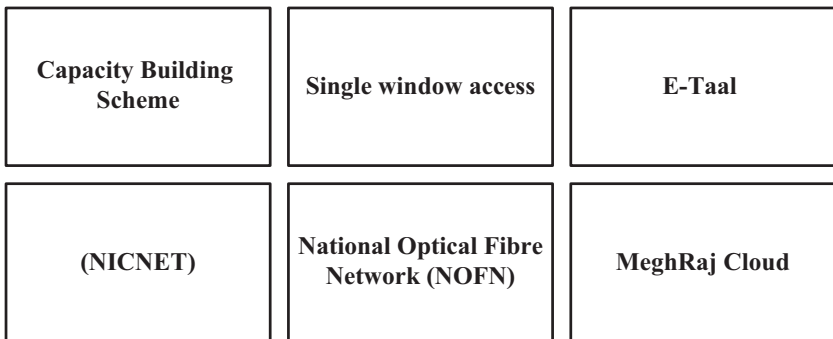 Capacity Building
Scheme
Single window access
E-Taal
(NICNET)
National Optical Fibre
Network (NOFN)
MeghRaj Cloud